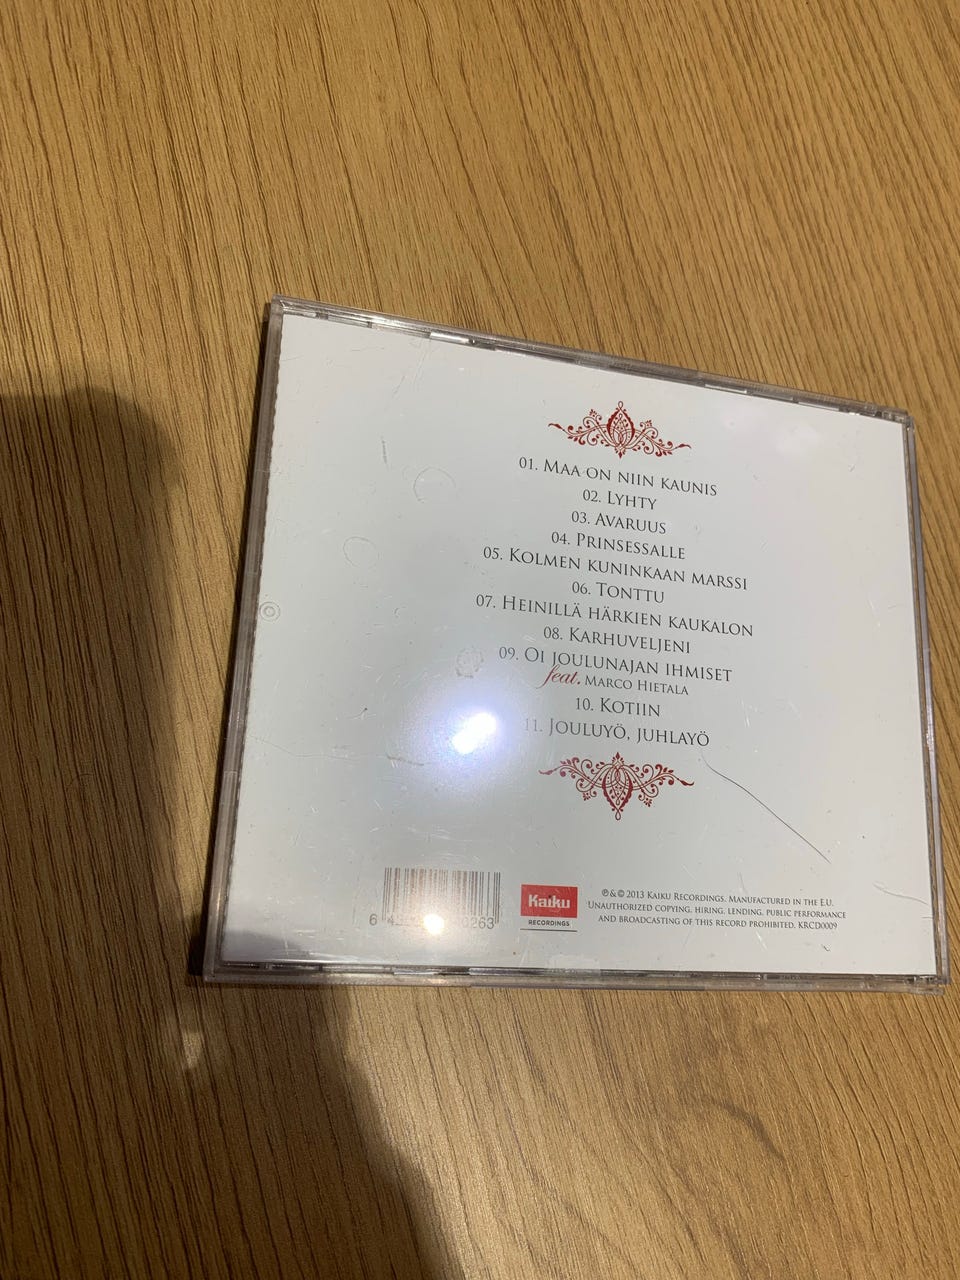 01. Maa on niin kaunis
02. Lyhty
03. Avaruus
04. Prinsessalle
05. Kolmen kuninkaan marssi
06. Tonttu
07. Heinillä härkien kaukalon
08. Karhuveljeni
09. Oi joulunajan ihmiset
feat. Marco Hietala
10. Kotiin
11. Jouluyö, juhlayö
Kaiku
RECORDINGS
℗ & © 2013 Kaiku Recordings. Manufactured in the E.U.
Unauthorized copying, hiring, lending, public performance
and broadcasting of this record prohibited. KRCD0009